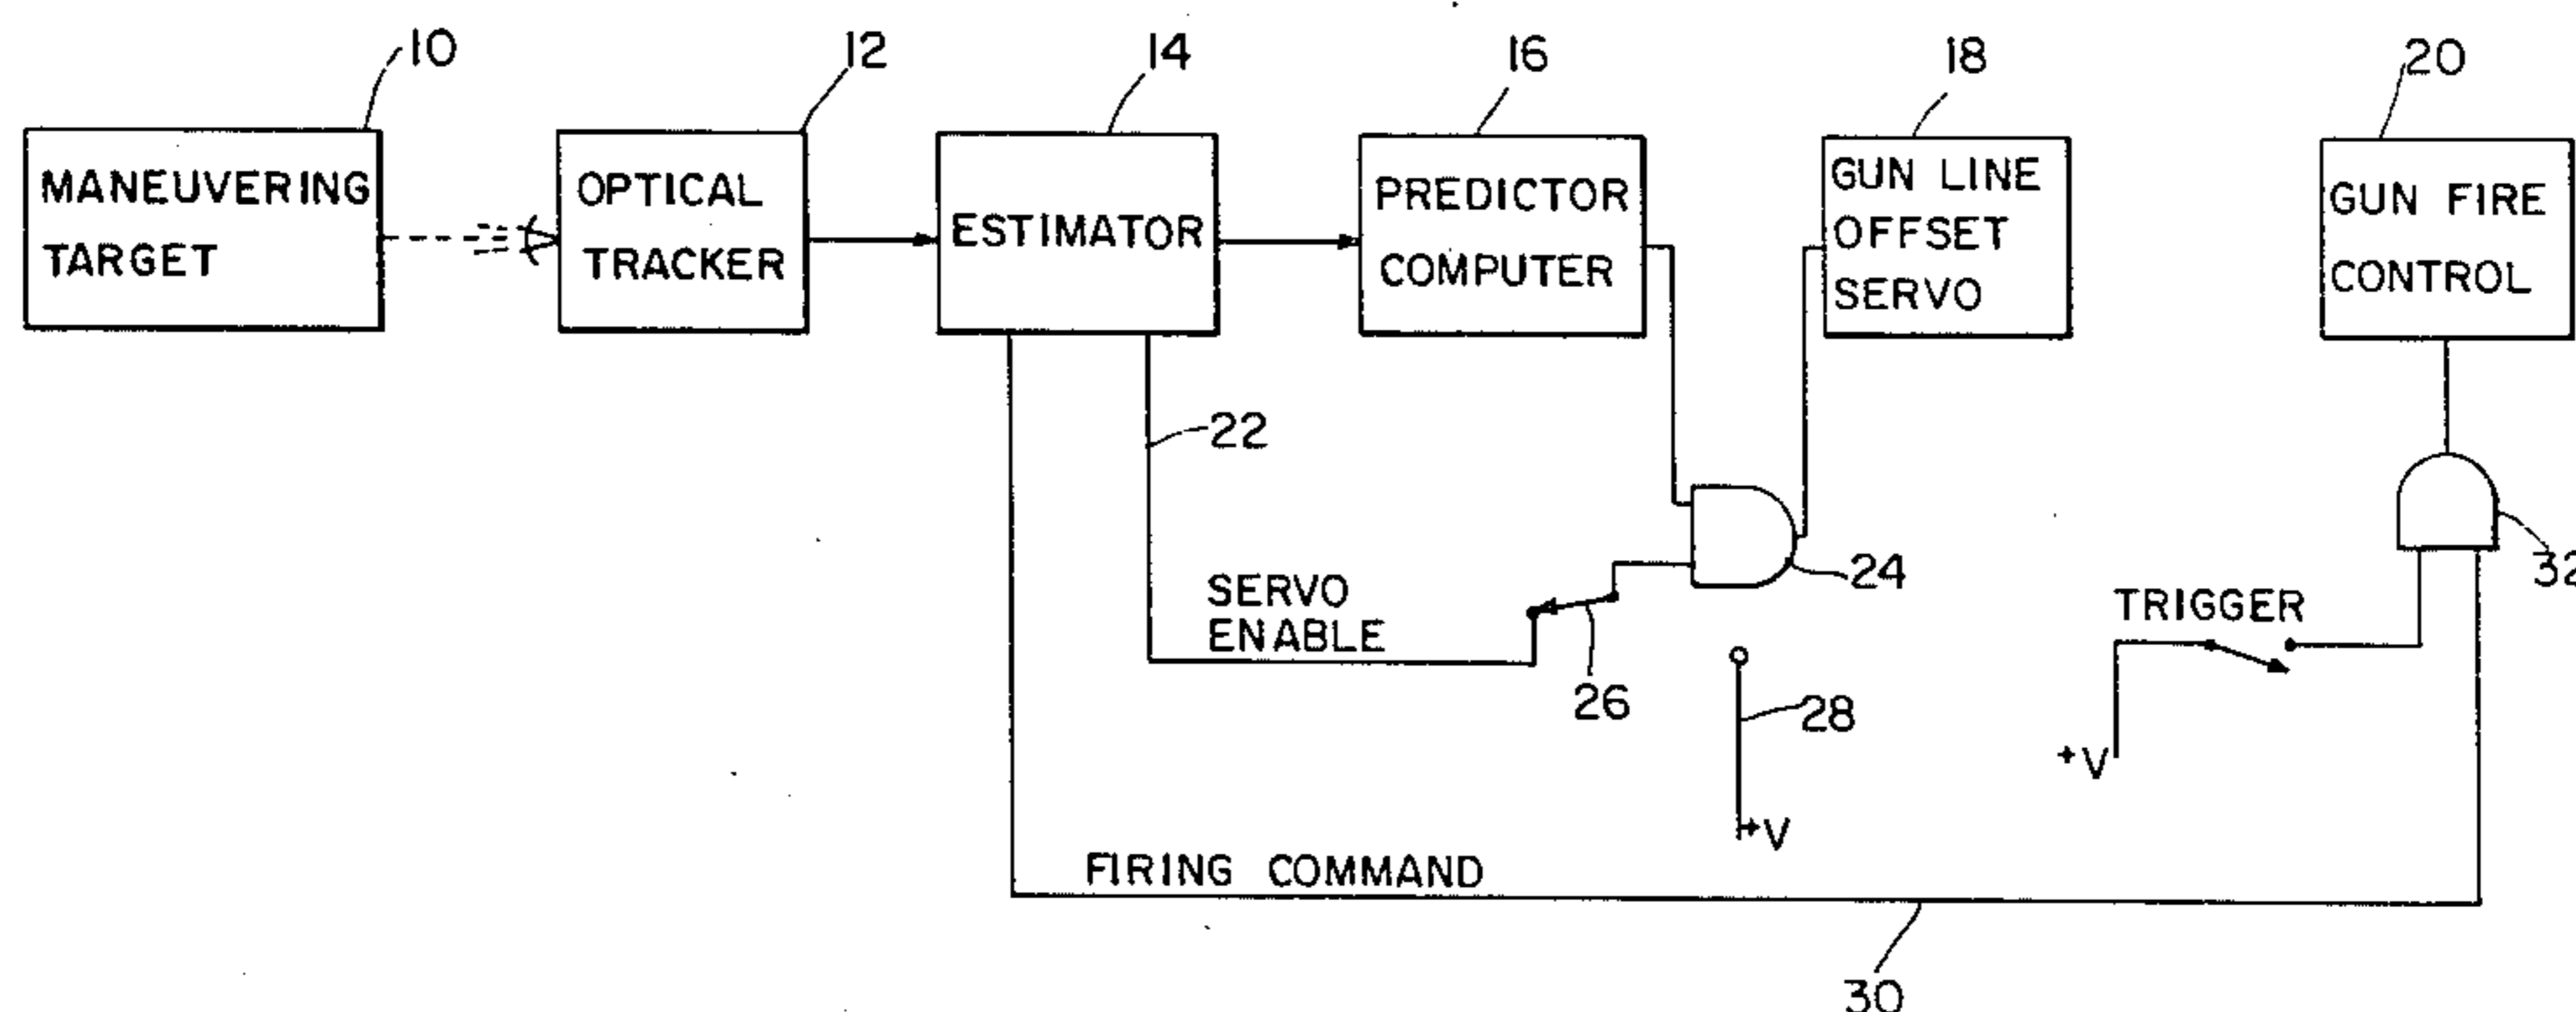 10
12
14
16
18
20
MANEUVERING
TARGET
OPTICAL
TRACKER
ESTIMATOR
PREDICTOR
COMPUTER
GUN LINE
OFFSET
SERVO
GUN FIRE
CONTROL
22
24
32
SERVO
ENABLE
26
28
+V
TRIGGER
+V
FIRING COMMAND
30